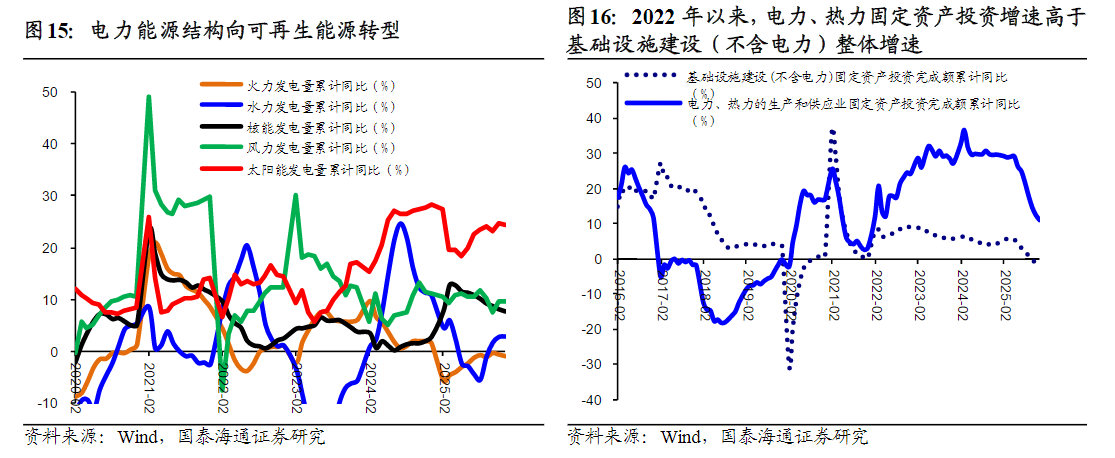 图15：电力能源结构向可再生能源转型
火力发电量累计同比（%）
水力发电量累计同比（%）
核能发电量累计同比（%）
风力发电量累计同比（%）
太阳能发电量累计同比（%）
50
40
30
20
10
0
-10
2020-02
2021-02
2022-02
2023-02
2024-02
2025-02
资料来源：Wind，国泰海通证券研究
图16：2022 年以来，电力、热力固定资产投资增速高于
基础设施建设（不含电力）整体增速
基础设施建设(不含电力)固定资产投资完成额累计同比
（%）
电力、热力的生产和供应业固定资产投资完成额累计同比
（%）
50
40
30
20
10
0
-10
-20
-30
-40
2016-02
2017-02
2018-02
2019-02
2020-02
2021-02
2022-02
2023-02
2024-02
2025-02
资料来源：Wind，国泰海通证券研究